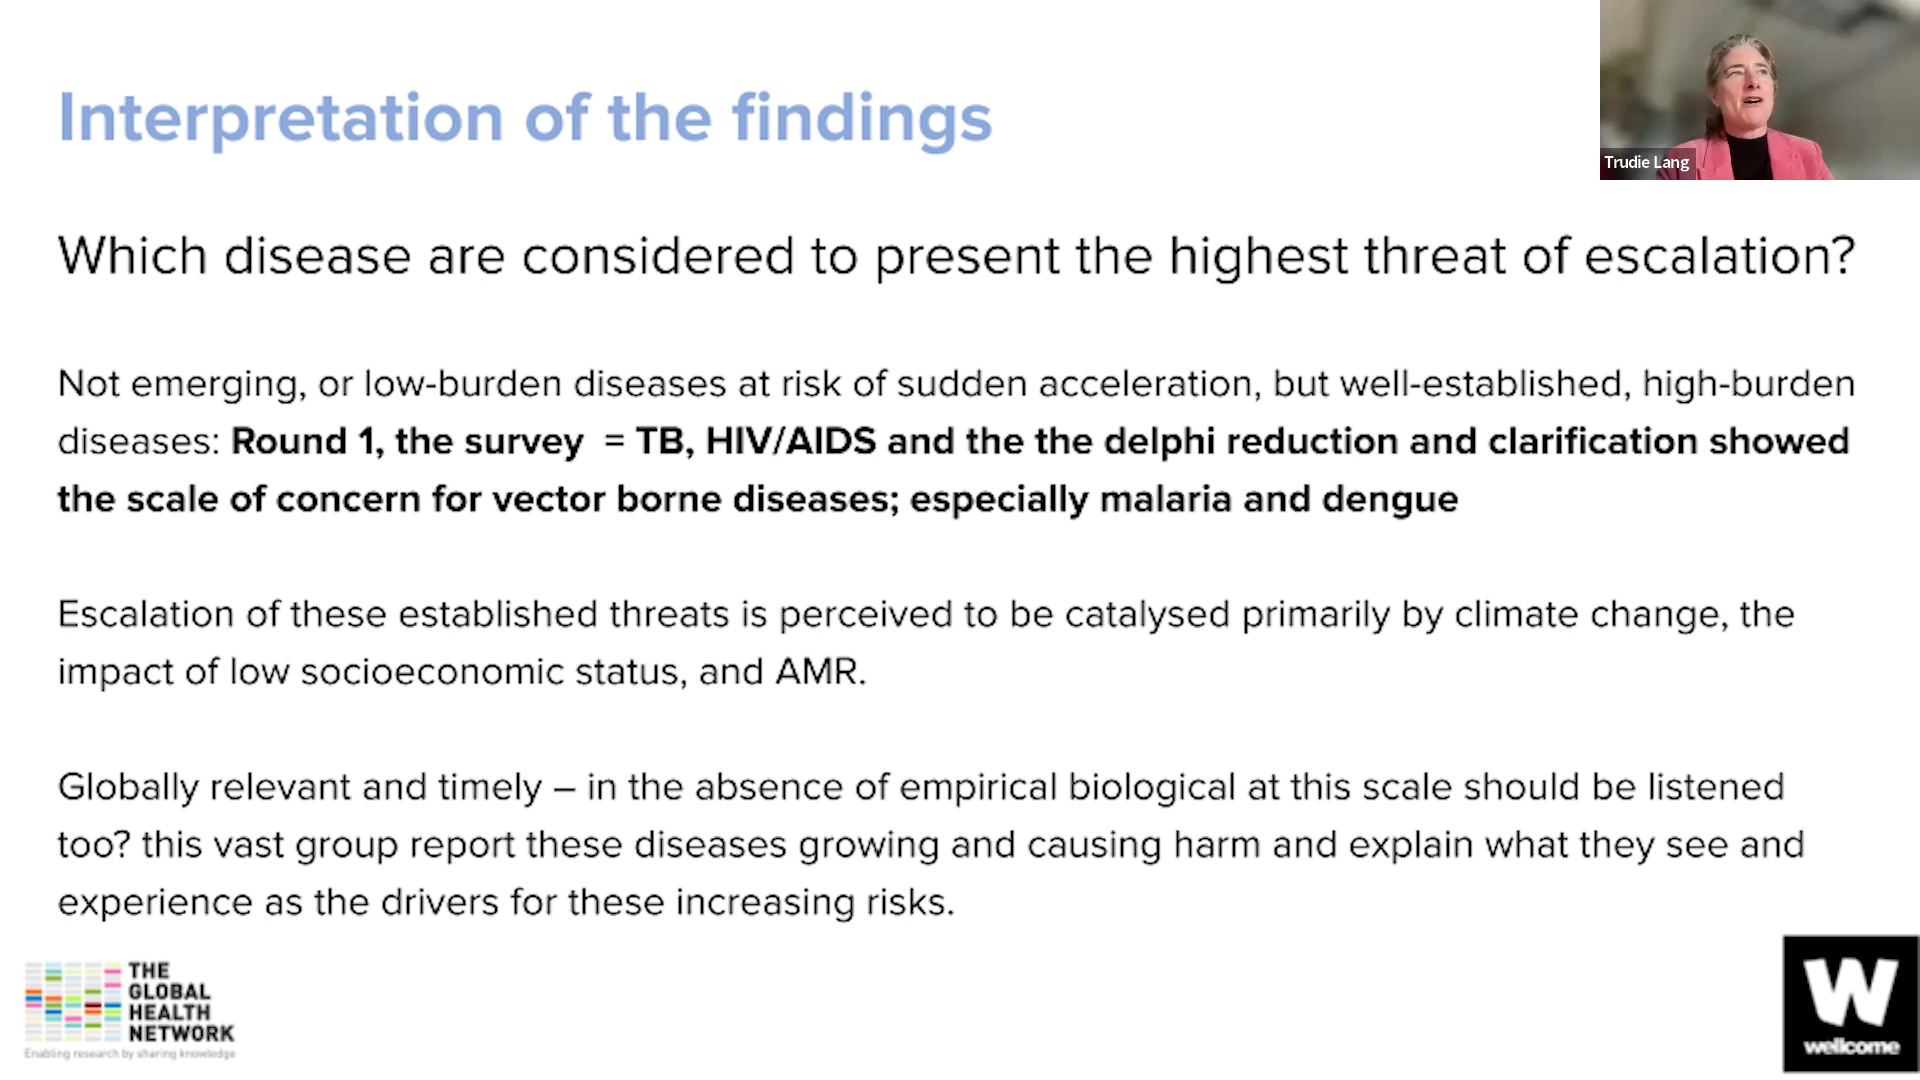 Interpretation of the findings
Trudie Lang
Which disease are considered to present the highest threat of escalation?
Not emerging, or low-burden diseases at risk of sudden acceleration, but well-established, high-burden
diseases: Round 1, the survey = TB, HIV/AIDS and the the delphi reduction and clarification showed
the scale of concern for vector borne diseases; especially malaria and dengue
Escalation of these established threats is perceived to be catalysed primarily by climate change, the
impact of low socioeconomic status, and AMR.
Globally relevant and timely – in the absence of empirical biological at this scale should be listened
too? this vast group report these diseases growing and causing harm and explain what they see and
experience as the drivers for these increasing risks.
THE
GLOBAL
HEALTH
NETWORK
Enabling research by sharing knowledge
W
wellcome